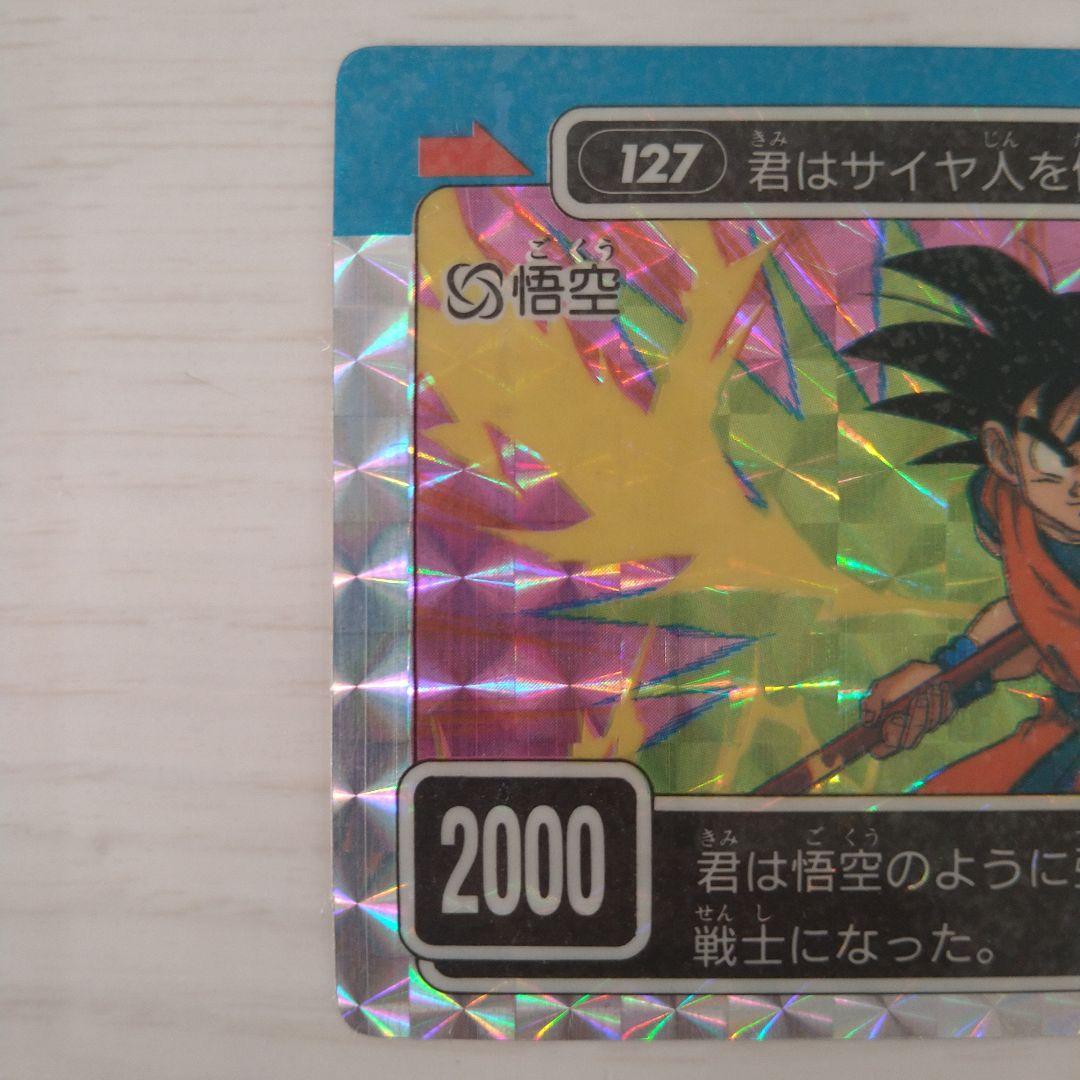 127 君はサイヤ人を
悟空
2000
君は悟空のように
戦士になった。